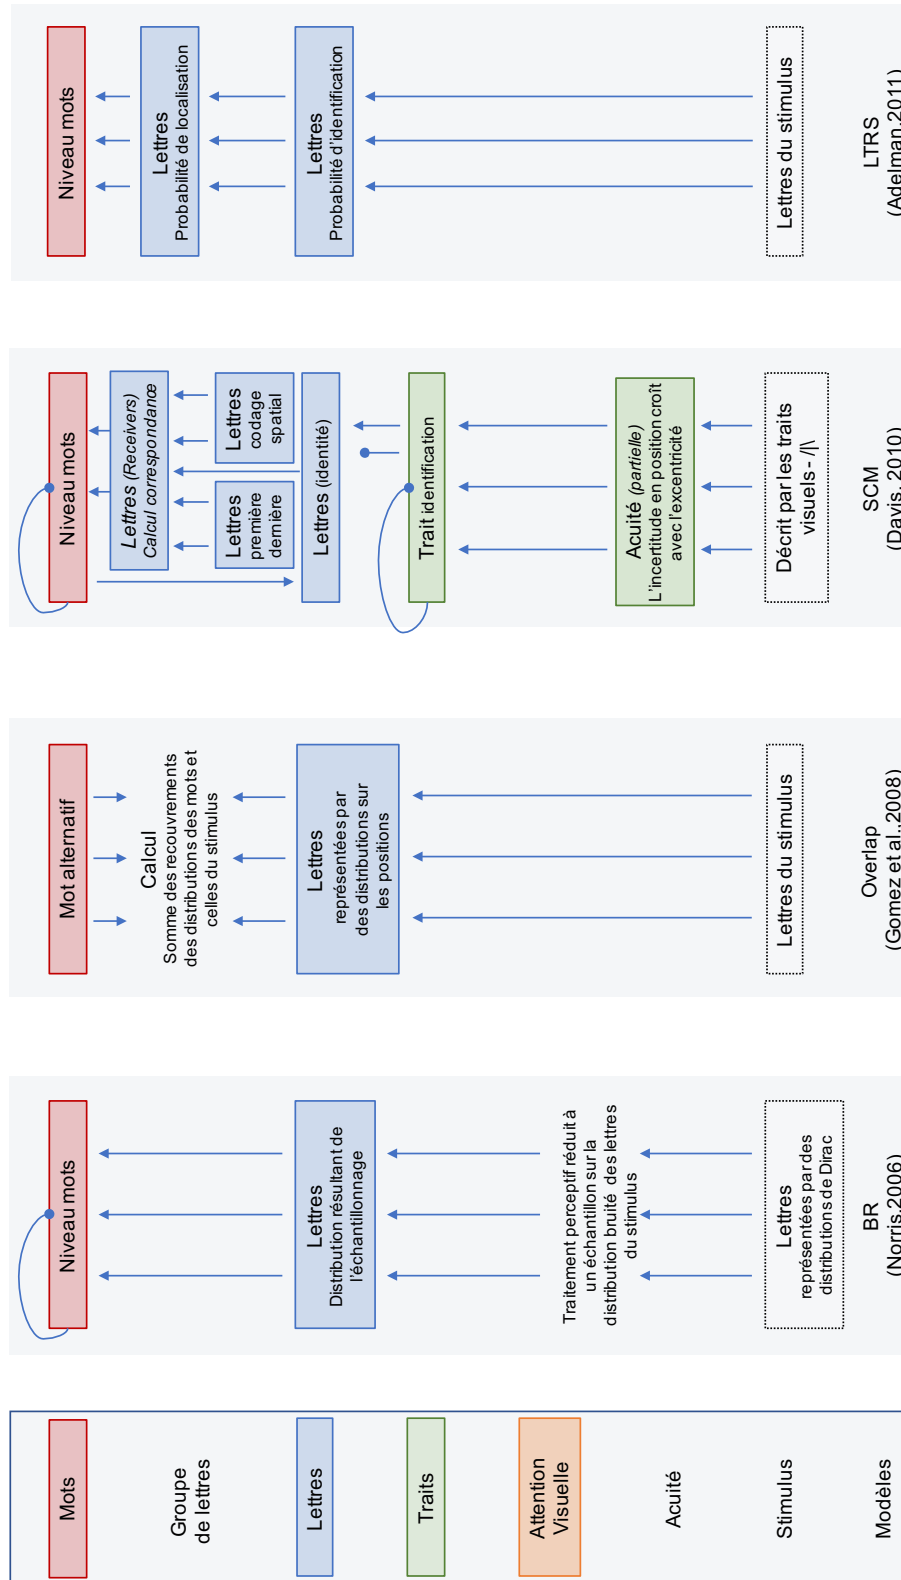 Mots
Groupe
de lettres
Lettres
Traits
Attention
Visuelle
Acuité
Stimulus
Modèles
Niveau mots
Lettres
Distribution résultant de
l'échantillonnage
Traitement perceptif réduit à
un échantillon sur la
distribution bruité des lettres
du stimulus
Lettres
représentées par des
distributions de Dirac
BR
(Norris.2006)
Mot alternatif
Calcul
Somme des recouvrements
des distributions des mots et
celles du stimulus
Lettres
représentées par
des distributions sur
les positions
Lettres du stimulus
Overlap
(Gomez et al..2008)
Niveau mots
Lettres (Receivers)
Calcul correspondance
Lettres
première
dernière
Lettres
codage
spatial
Lettres (identité)
Trait identification
Acuité (partielle)
L'incertitude en position croît
avec l'excentricité
Décrit par les traits
visuels - /|\
SCM
(Davis. 2010)
Niveau mots
Lettres
Probabilité de localisation
Lettres
Probabilité d'identification
Lettres du stimulus
LTRS
(Adelman.2011)